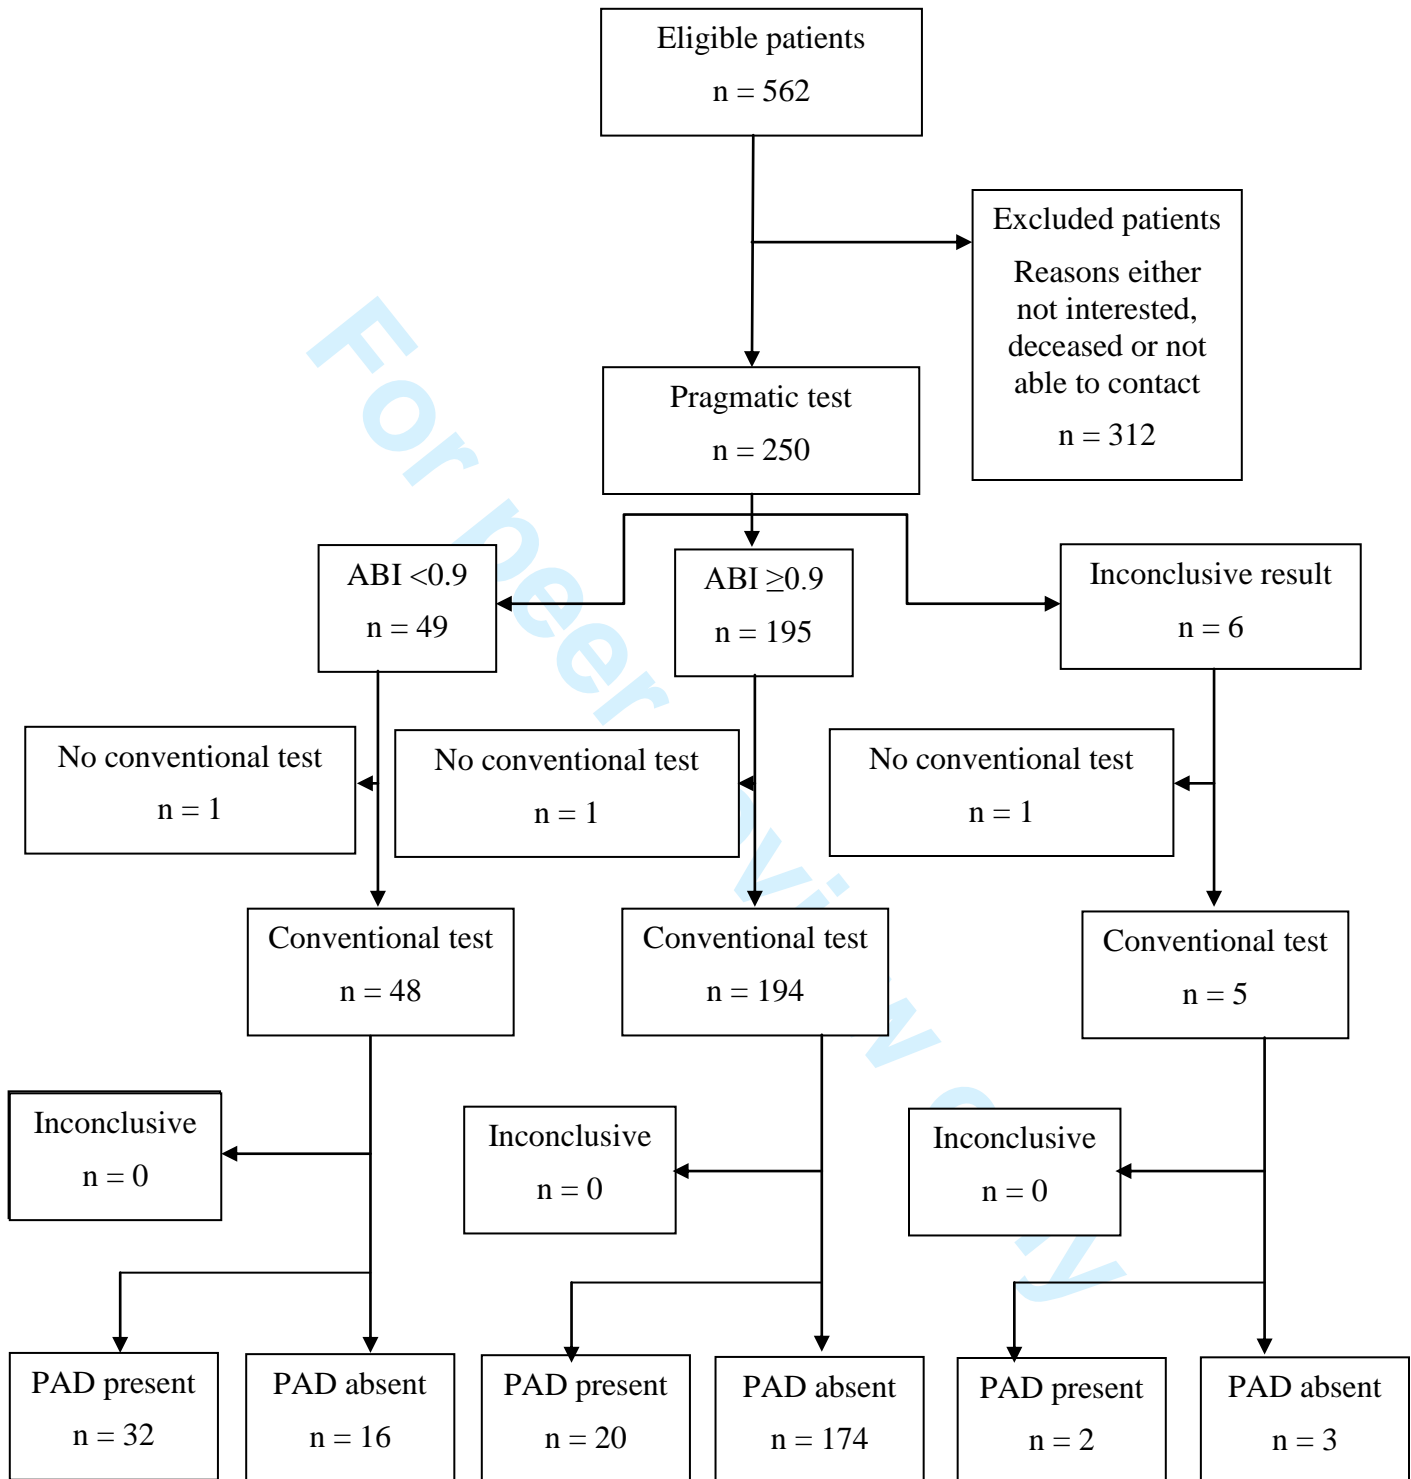 Eligible patients
n = 562
Excluded patients
Reasons either
not interested,
deceased or not
able to contact
n = 312
Pragmatic test
n = 250
ABI <0.9
n = 49
ABI ≥0.9
n = 195
Inconclusive result
n = 6
No conventional test
n = 1
No conventional test
n = 1
No conventional test
n = 1
Conventional test
n = 48
Conventional test
n = 194
Conventional test
n = 5
Inconclusive
n = 0
Inconclusive
n = 0
Inconclusive
n = 0
PAD present
n = 32
PAD absent
n = 16
PAD present
n = 20
PAD absent
n = 174
PAD present
n = 2
PAD absent
n = 3
For peer review only